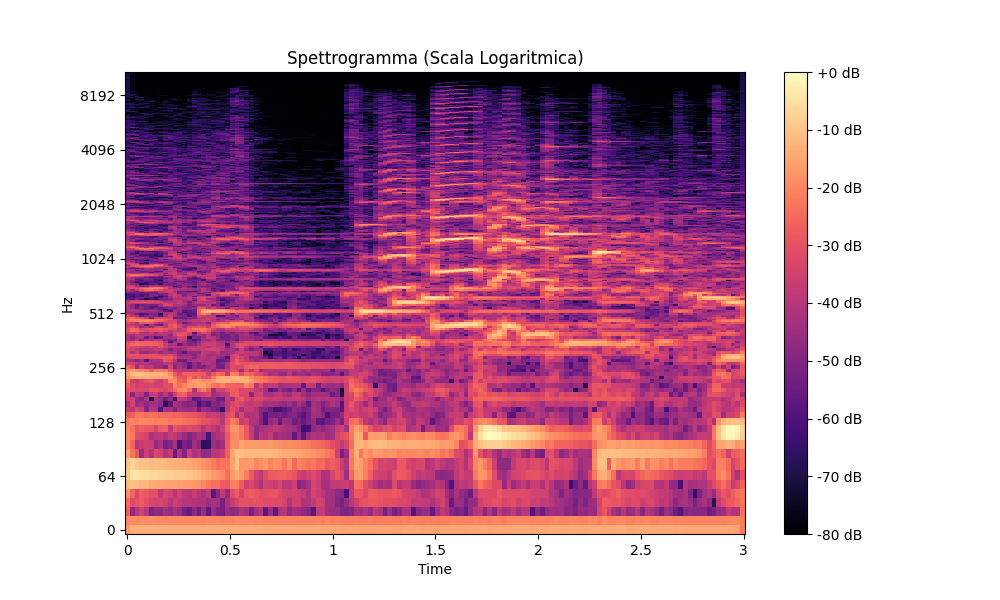 Spettrogramma (Scala Logaritmica)
Hz
8192
4096
2048
1024
512
256
128
64
0
0 0.5 1 1.5 2 2.5 3
Time
+0 dB
-10 dB
-20 dB
-30 dB
-40 dB
-50 dB
-60 dB
-70 dB
-80 dB